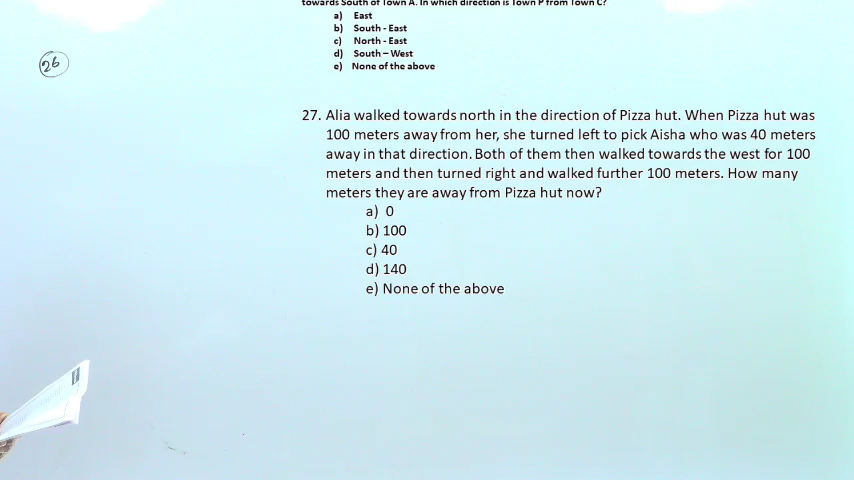 towards South of Town A. In which direction is Town P from Town C?
a) East
b) South - East
c) North - East
d) South – West
e) None of the above
26
27. Alia walked towards north in the direction of Pizza hut. When Pizza hut was
100 meters away from her, she turned left to pick Aisha who was 40 meters
away in that direction. Both of them then walked towards the west for 100
meters and then turned right and walked further 100 meters. How many
meters they are away from Pizza hut now?
a) 0
b) 100
c) 40
d) 140
e) None of the above